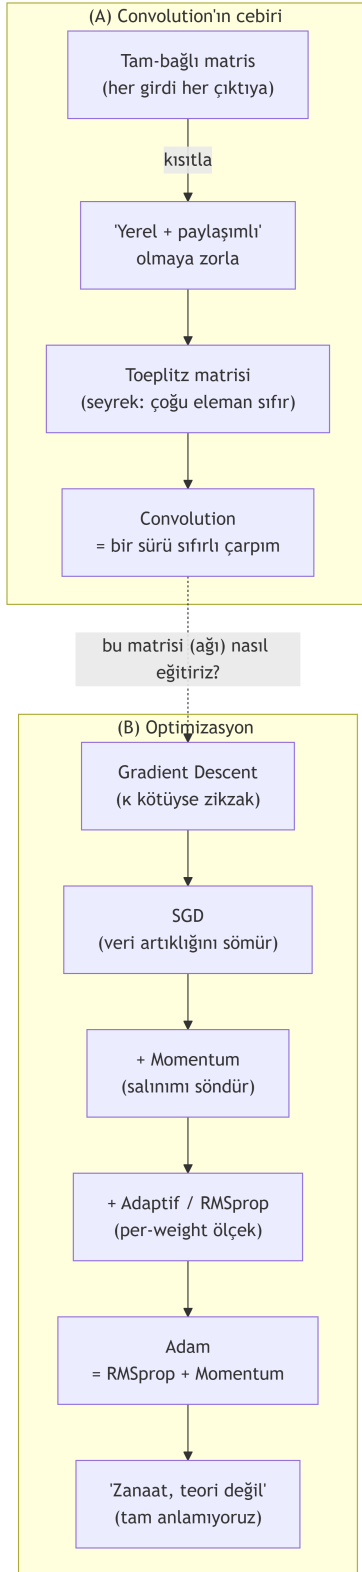 (A) Convolution'ın cebiri
Tam-bağlı matris
(her girdi her çıktıya)
kısıtla
'Yerel + paylaşımlı'
olmaya zorla
Toeplitz matrisi
(seyrek: çoğu eleman sıfır)
Convolution
= bir sürü sıfırlı çarpım
bu matrisi (ağı) nasıl
eğitiriz?
(B) Optimizasyon
Gradient Descent
(κ kötüyse zikzak)
SGD
(veri artıklığını sömür)
+ Momentum
(salınımı söndür)
+ Adaptif / RMSprop
(per-weight ölçek)
Adam
= RMSprop + Momentum
'Zanaat, teori değil'
(tam anlamıyoruz)